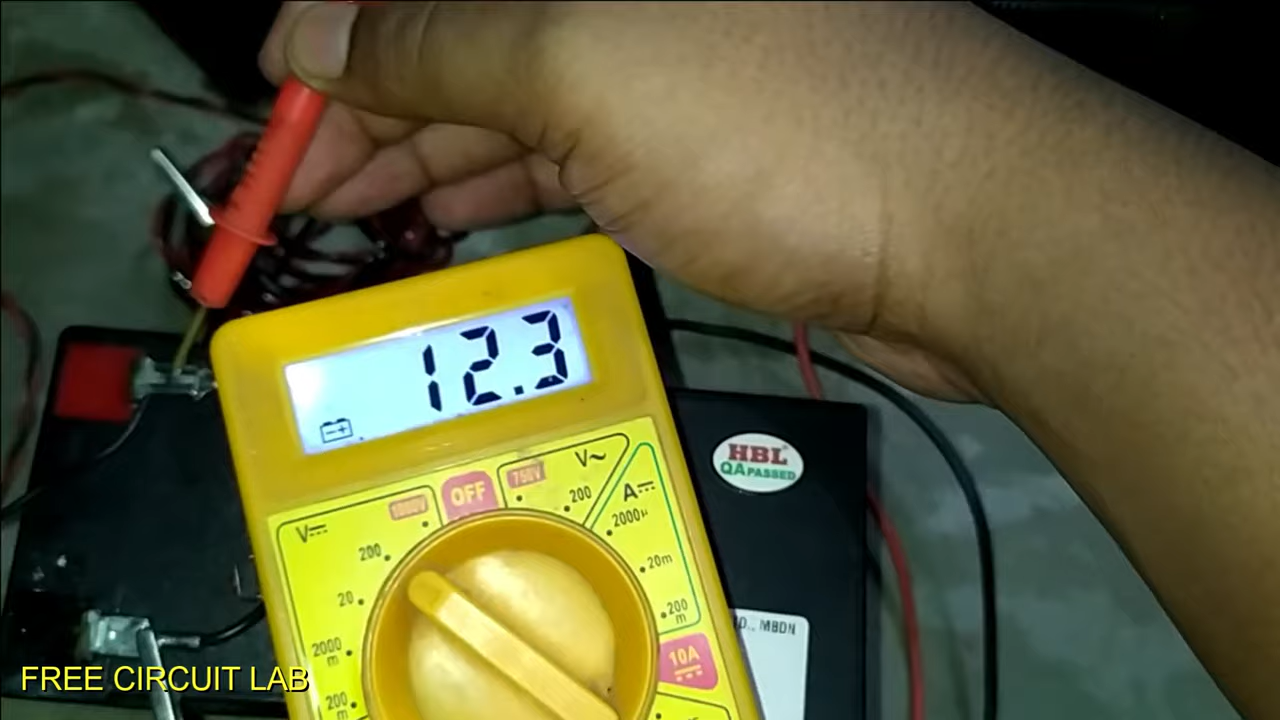 12.3
HBL
QA PASSED
OFF
750V
V~
200
1000V
V⎓
A⎓
2000µ
200
20m
20
200
m
10A
2000
m
200
m
D., MBDN
FREE CIRCUIT LAB